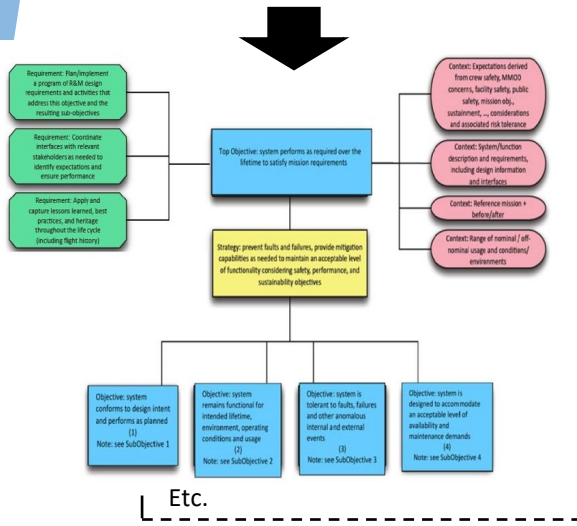 Requirement: Plan/implement
a program of R&M design
requirements and activities that
address this objective and the
resulting sub-objectives
Requirement: Coordinate
interfaces with relevant
stakeholders as needed to
identify expectations and
ensure performance
Requirement: Apply and
capture lessons learned, best
practices, and heritage
throughout the life cycle
(including flight history)
Top Objective: system performs as required over the
lifetime to satisfy mission requirements
Context: Expectations derived
from crew safety, MMOD
concerns, facility safety, public
safety, mission obj.,
sustainment, ..., considerations
and associated risk tolerance
Context: System/function
description and requirements,
including design information
and interfaces
Context: Reference mission +
before/after
Context: Range of nominal / off-
nominal usage and conditions/
environments
Strategy: prevent faults and failures, provide mitigation
capabilities as needed to maintain an acceptable level
of functionality considering safety, performance, and
sustainability objectives
Objective: system
conforms to design intent
and performs as planned
(1)
Note: see SubObjective 1
Objective: system
remains functional for
intended lifetime,
environment, operating
conditions and usage
(2)
Note: see SubObjective 2
Objective: system is
tolerant to faults, failures
and other anomalous
internal and external
events
(3)
Note: see SubObjective 3
Objective: system is
designed to accommodate
an acceptable level of
availability and
maintenance demands
(4)
Note: see SubObjective 4
Etc.